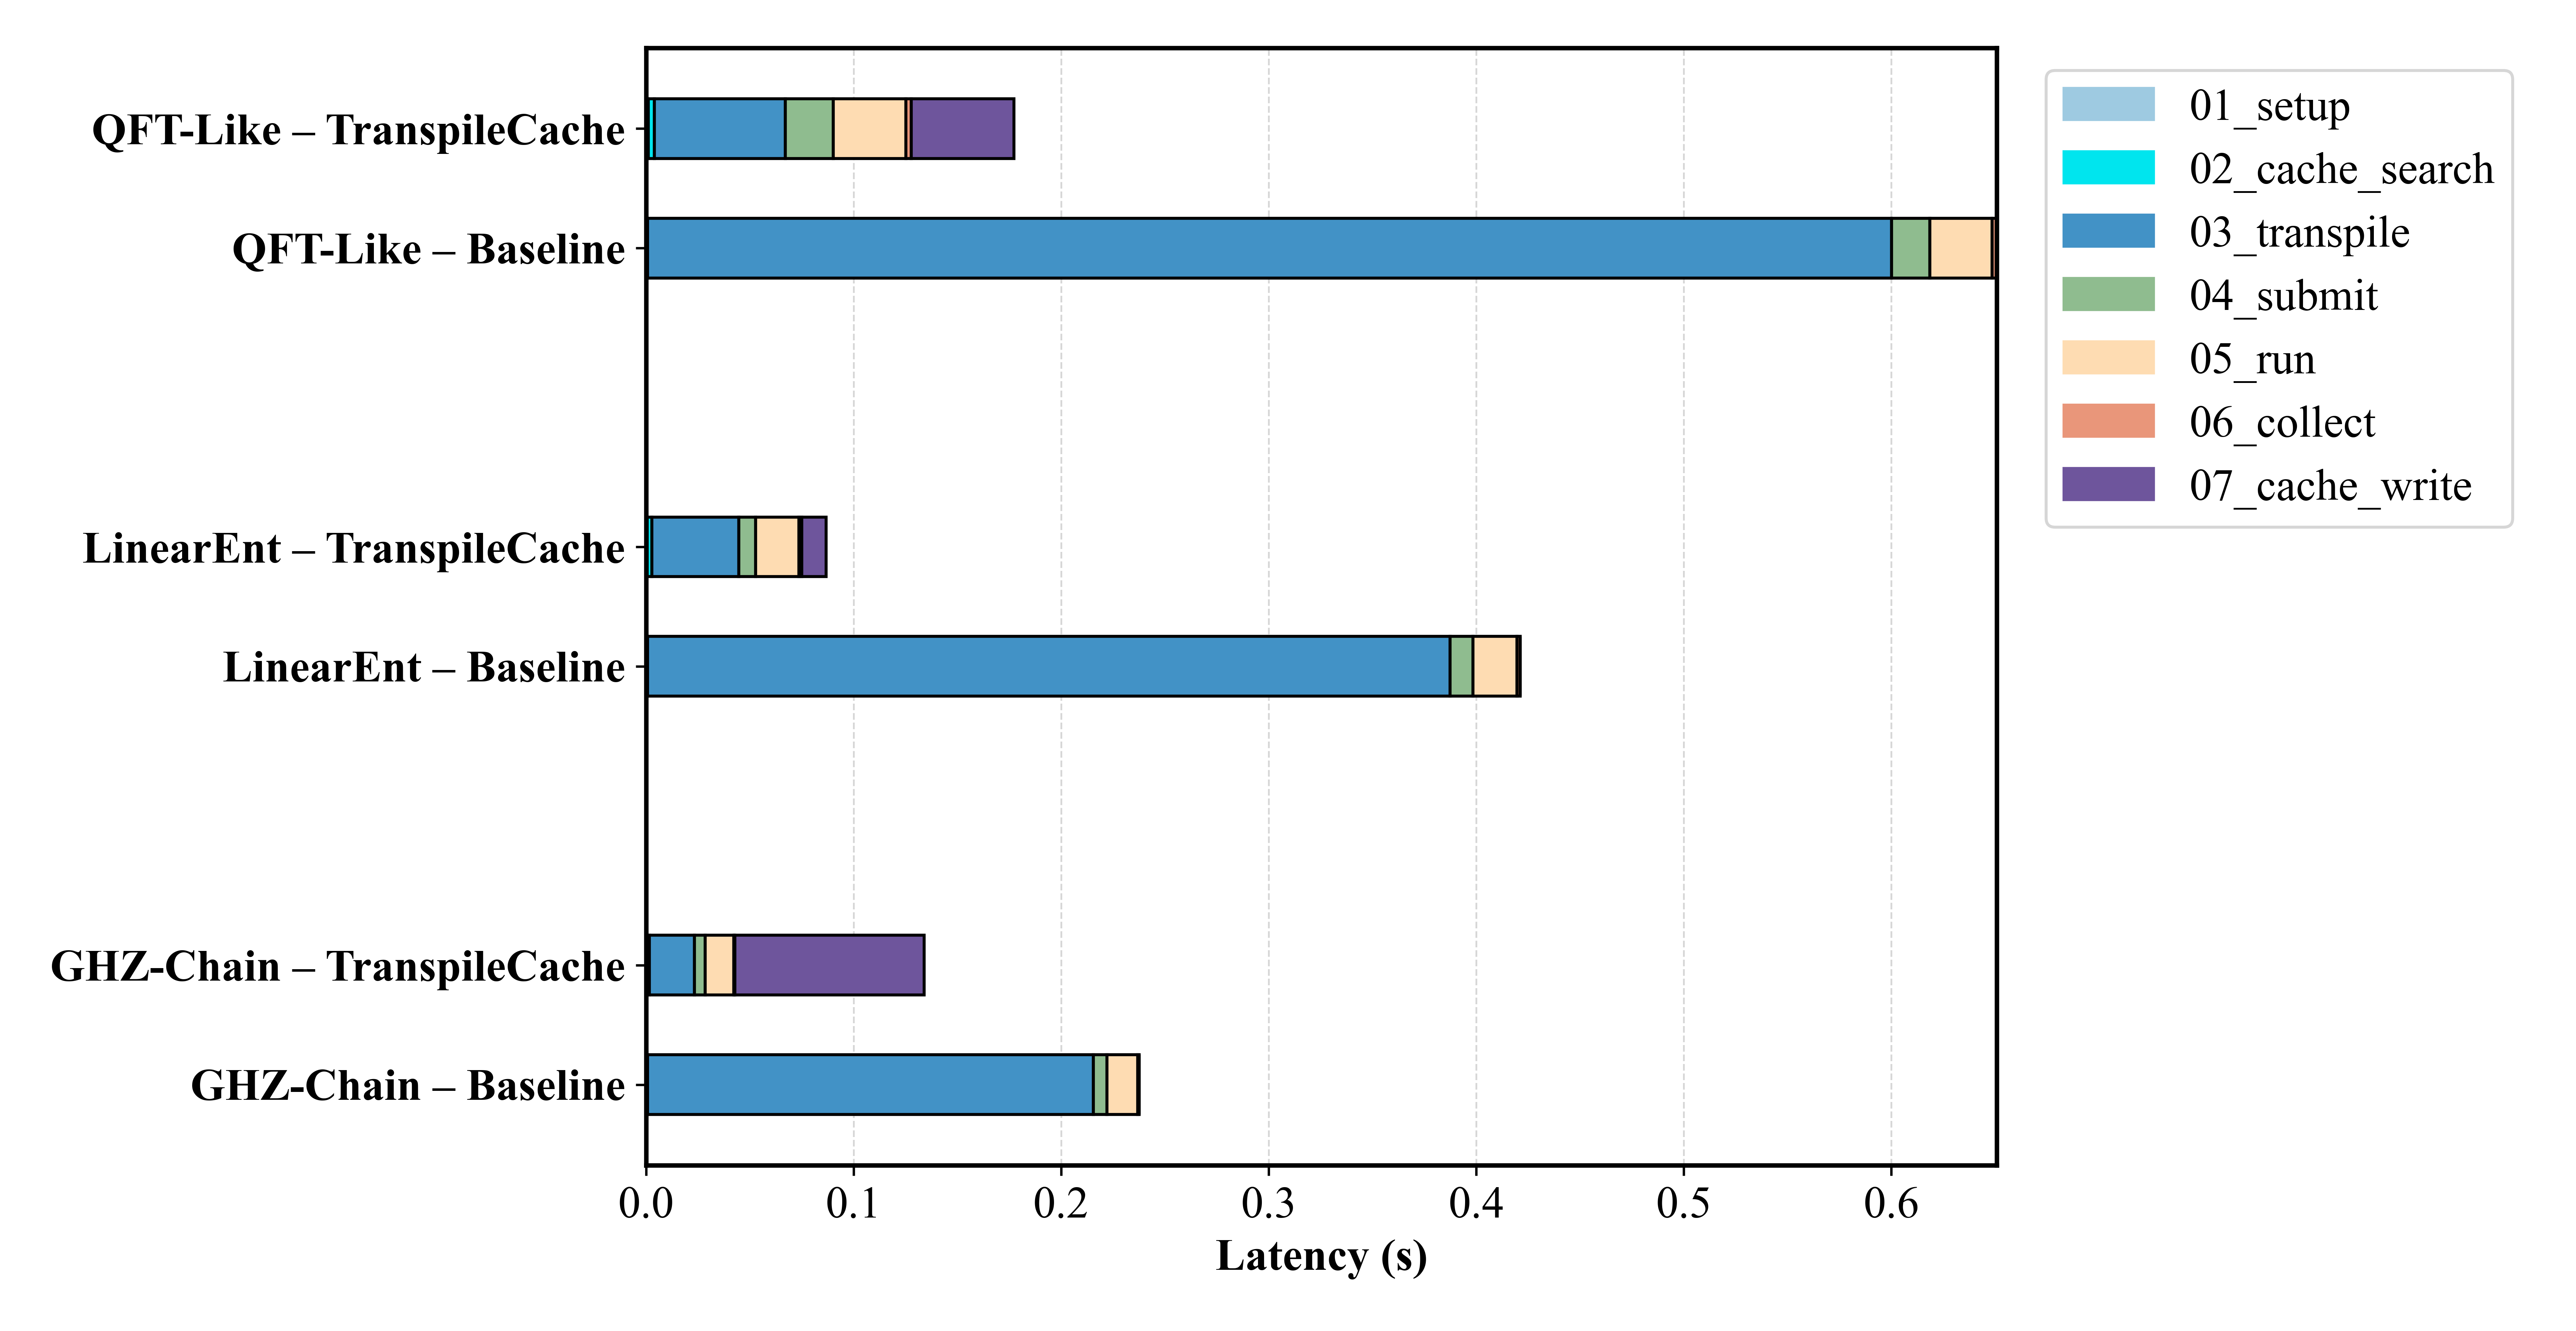 QFT-Like – TranspileCache
QFT-Like – Baseline
LinearEnt – TranspileCache
LinearEnt – Baseline
GHZ-Chain – TranspileCache
GHZ-Chain – Baseline
0.0 0.1 0.2 0.3 0.4 0.5 0.6
Latency (s)
01_setup
02_cache_search
03_transpile
04_submit
05_run
06_collect
07_cache_write